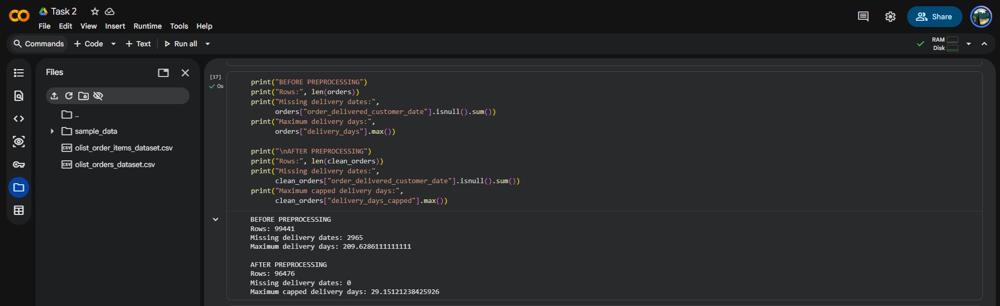 Task 2
File Edit View Insert Runtime Tools Help
Share
Commands + Code + Text Run all
RAM
Disk
Files
..
sample_data
olist_order_items_dataset.csv
olist_orders_dataset.csv
[17]
0s
print("BEFORE PREPROCESSING")
print("Rows:", len(orders))
print("Missing delivery dates:",
      orders["order_delivered_customer_date"].isnull().sum())
print("Maximum delivery days:",
      orders["delivery_days"].max())
print("\nAFTER PREPROCESSING")
print("Rows:", len(clean_orders))
print("Missing delivery dates:",
      clean_orders["order_delivered_customer_date"].isnull().sum())
print("Maximum capped delivery days:",
      clean_orders["delivery_days_capped"].max())
BEFORE PREPROCESSING
Rows: 99441
Missing delivery dates: 2965
Maximum delivery days: 209.6286111111111
AFTER PREPROCESSING
Rows: 96476
Missing delivery dates: 0
Maximum capped delivery days: 29.15121238425926